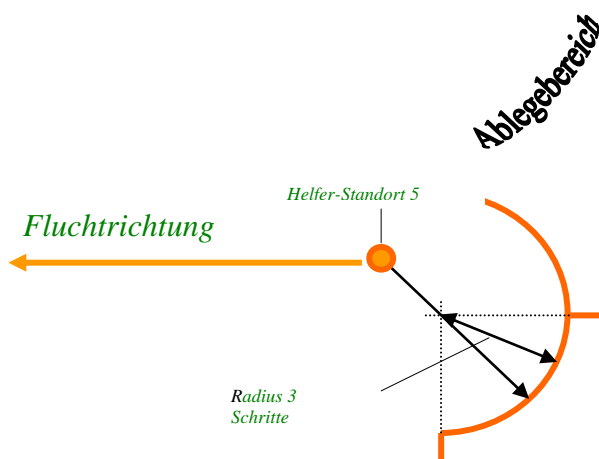 Ablegebereich
Helfer-Standort 5
Fluchtrichtung
Radius 3
Schritte